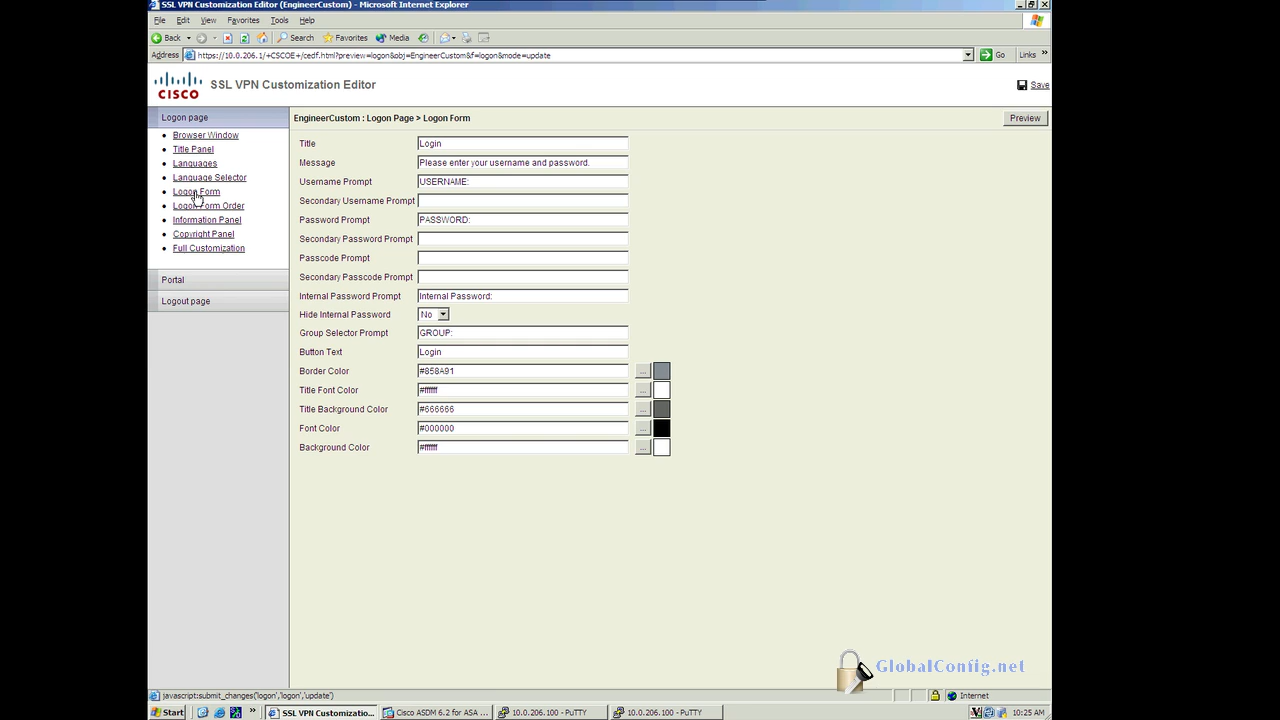 SSL VPN Customization Editor (EngineerCustom) - Microsoft Internet Explorer
File Edit View Favorites Tools Help
Back Search Favorites Media
Address https://10.0.206.1/+CSCOE+/cedf.html?preview=logon&obj=EngineerCustom&f=logon&mode=update Go Links »
CISCO SSL VPN Customization Editor Save
Logon page
Browser Window
Title Panel
Languages
Language Selector
Logon Form
Logon Form Order
Information Panel
Copyright Panel
Full Customization
Portal
Logout page
EngineerCustom : Logon Page > Logon Form Preview
Title Login
Message Please enter your username and password.
Username Prompt USERNAME:
Secondary Username Prompt
Password Prompt PASSWORD:
Secondary Password Prompt
Passcode Prompt
Secondary Passcode Prompt
Internal Password Prompt Internal Password:
Hide Internal Password No
Group Selector Prompt GROUP:
Button Text Login
Border Color #858A91 ...
Title Font Color #ffffff ...
Title Background Color #666666 ...
Font Color #000000 ...
Background Color #ffffff ...
GlobalConfig.net
javascript:submit_changes('logon','logon','update') Internet
Start » SSL VPN Customizatio... Cisco ASDM 6.2 for ASA ... 10.0.206.100 - PuTTY 10.0.206.100 - PuTTY 10:25 AM